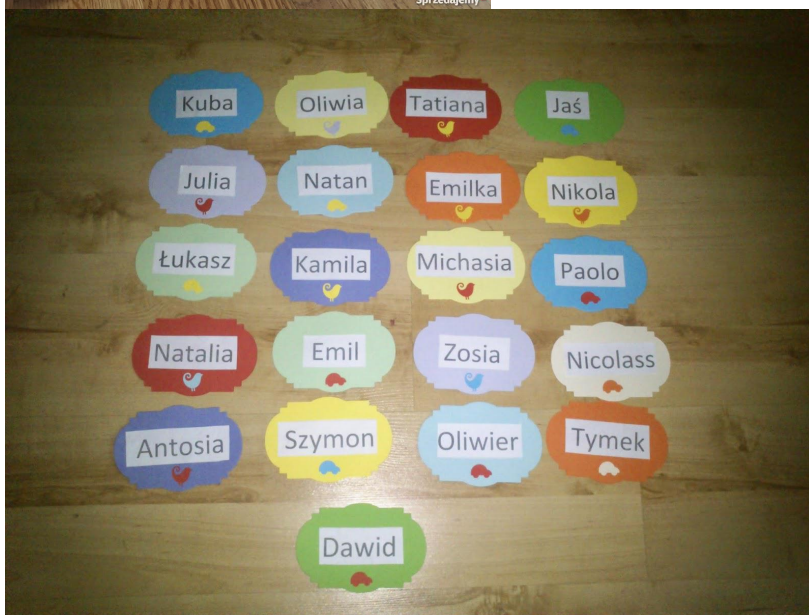 Sprzedajemy
Kuba Oliwia Tatiana Jaś
Julia Natan Emilka Nikola
Łukasz Kamila Michasia Paolo
Natalia Emil Zosia Nicolass
Antosia Szymon Oliwier Tymek
Dawid